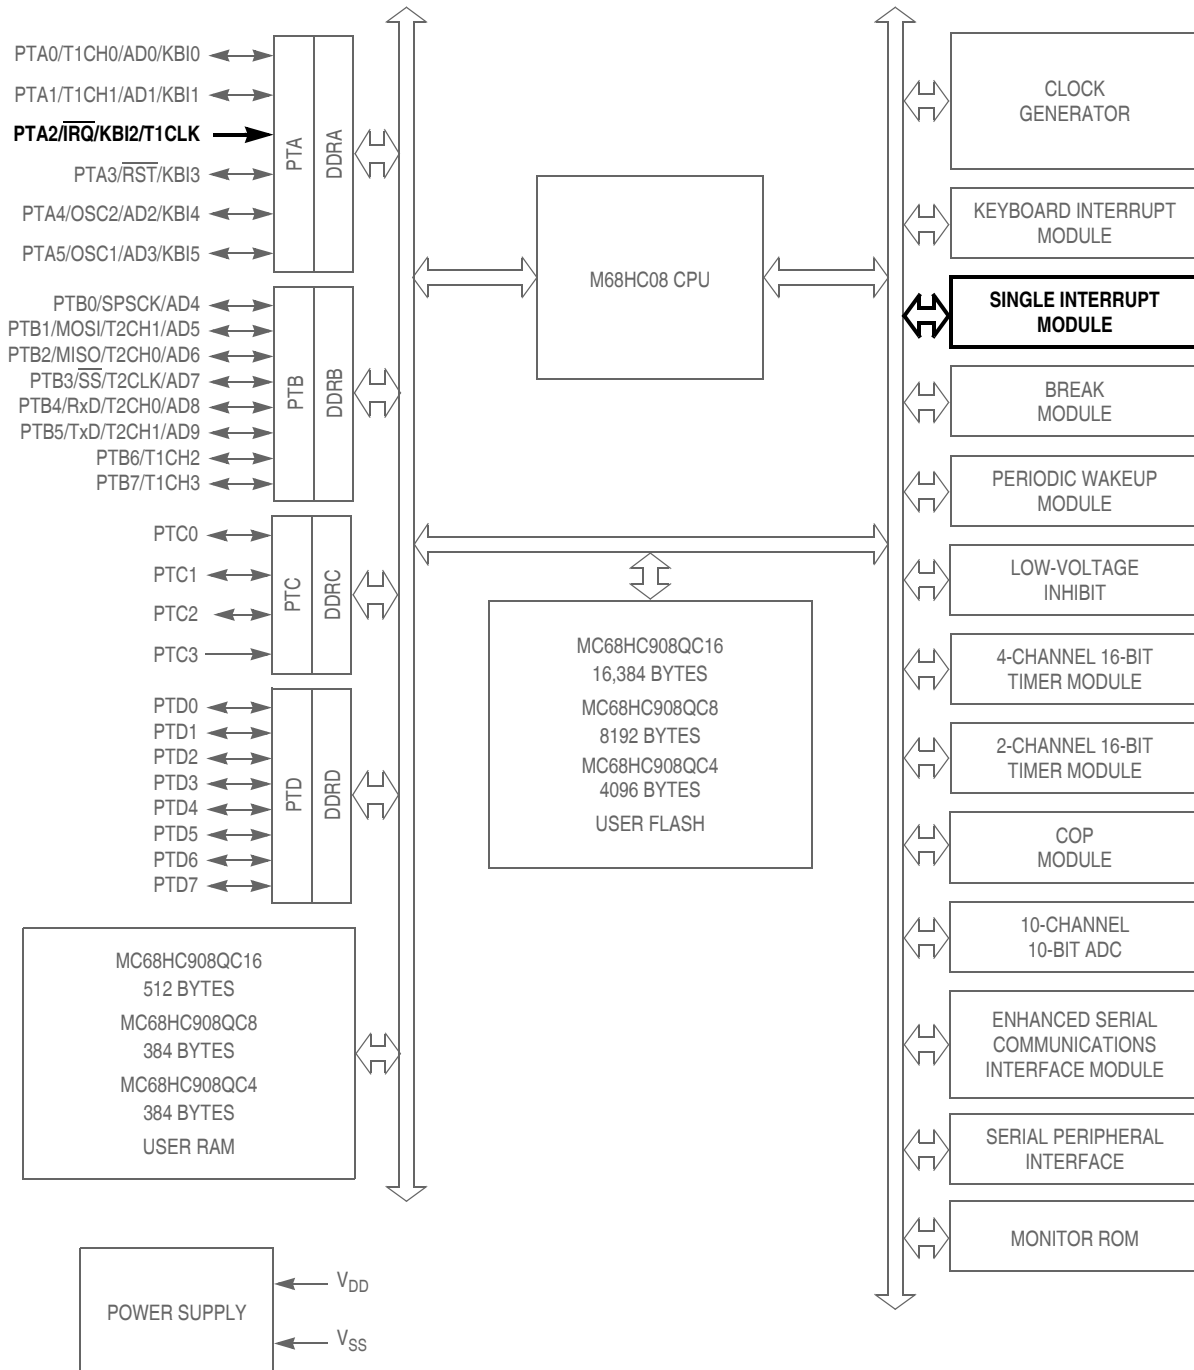 PTA0/T1CH0/AD0/KBI0
PTA1/T1CH1/AD1/KBI1
PTA2/IRQ/KBI2/T1CLK
PTA3/RST/KBI3
PTA4/OSC2/AD2/KBI4
PTA5/OSC1/AD3/KBI5
PTA
DDRA
PTB0/SPSCK/AD4
PTB1/MOSI/T2CH1/AD5
PTB2/MISO/T2CH0/AD6
PTB3/SS/T2CLK/AD7
PTB4/RxD/T2CH0/AD8
PTB5/TxD/T2CH1/AD9
PTB6/T1CH2
PTB7/T1CH3
PTB
DDRB
PTC0
PTC1
PTC2
PTC3
PTC
DDRC
PTD0
PTD1
PTD2
PTD3
PTD4
PTD5
PTD6
PTD7
PTD
DDRD
MC68HC908QC16
512 BYTES
MC68HC908QC8
384 BYTES
MC68HC908QC4
384 BYTES
USER RAM
POWER SUPPLY
VDD
VSS
M68HC08 CPU
MC68HC908QC16
16,384 BYTES
MC68HC908QC8
8192 BYTES
MC68HC908QC4
4096 BYTES
USER FLASH
CLOCK
GENERATOR
KEYBOARD INTERRUPT
MODULE
SINGLE INTERRUPT
MODULE
BREAK
MODULE
PERIODIC WAKEUP
MODULE
LOW-VOLTAGE
INHIBIT
4-CHANNEL 16-BIT
TIMER MODULE
2-CHANNEL 16-BIT
TIMER MODULE
COP
MODULE
10-CHANNEL
10-BIT ADC
ENHANCED SERIAL
COMMUNICATIONS
INTERFACE MODULE
SERIAL PERIPHERAL
INTERFACE
MONITOR ROM